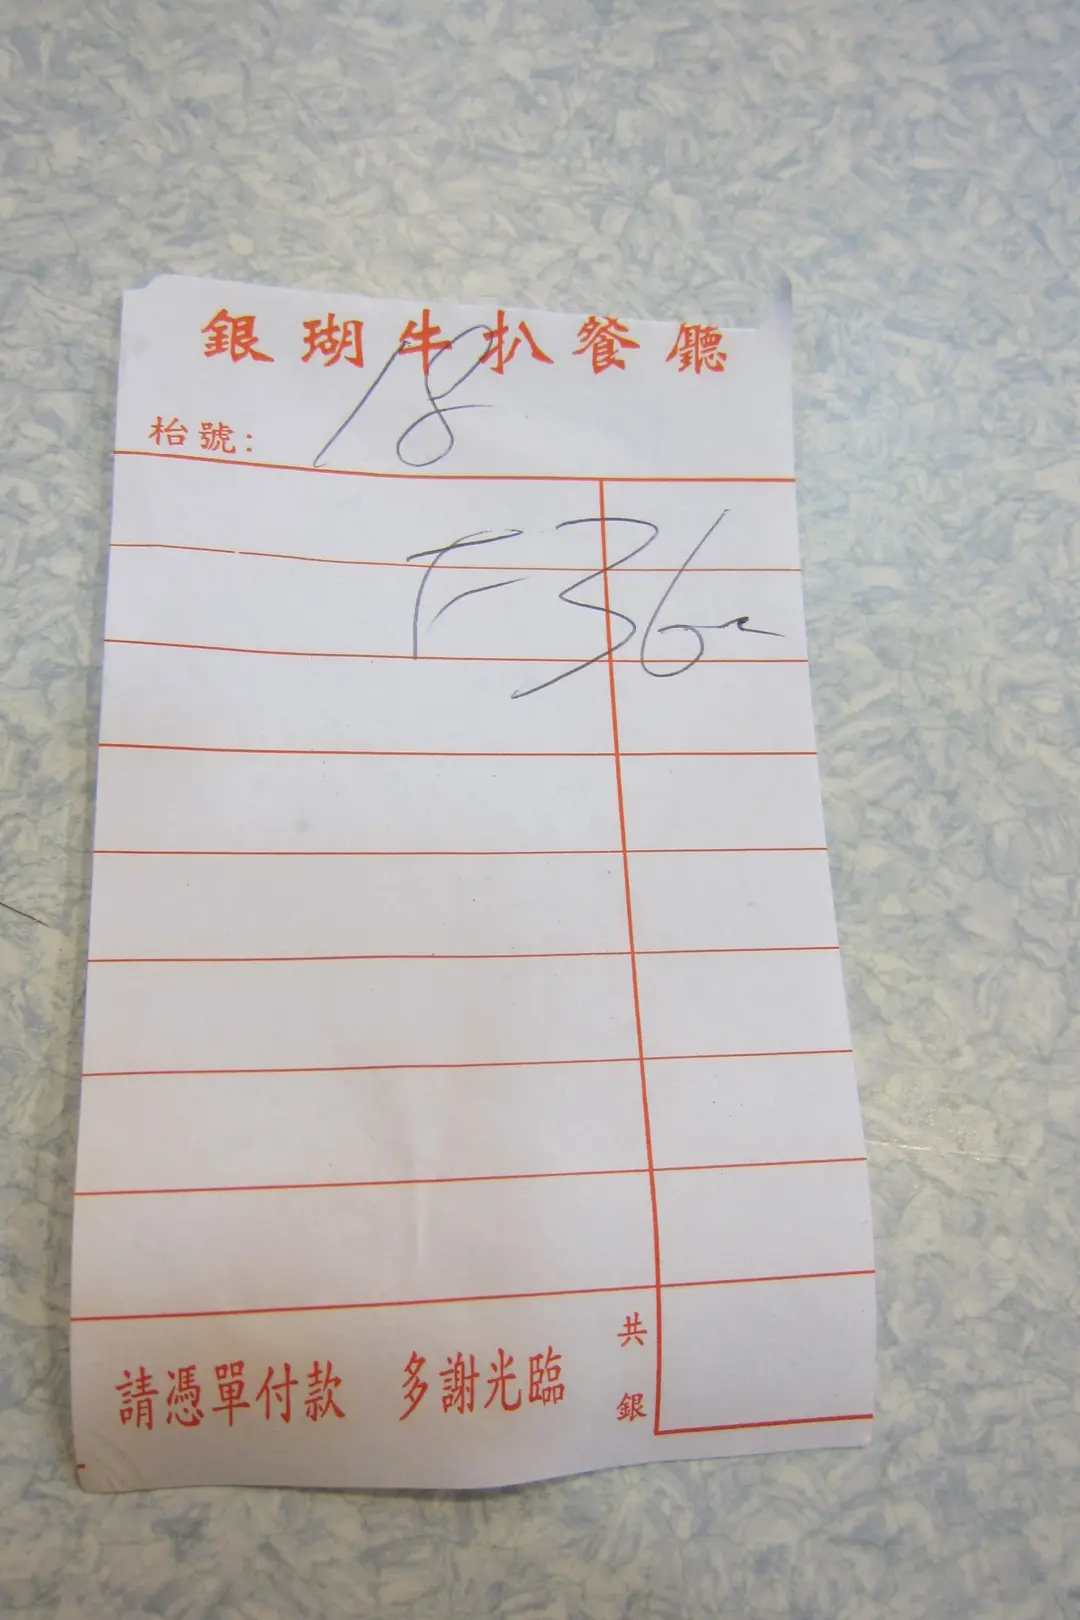 銀瑚牛扒餐廳
枱號: 18
F 36
請憑單付款 多謝光臨 共銀